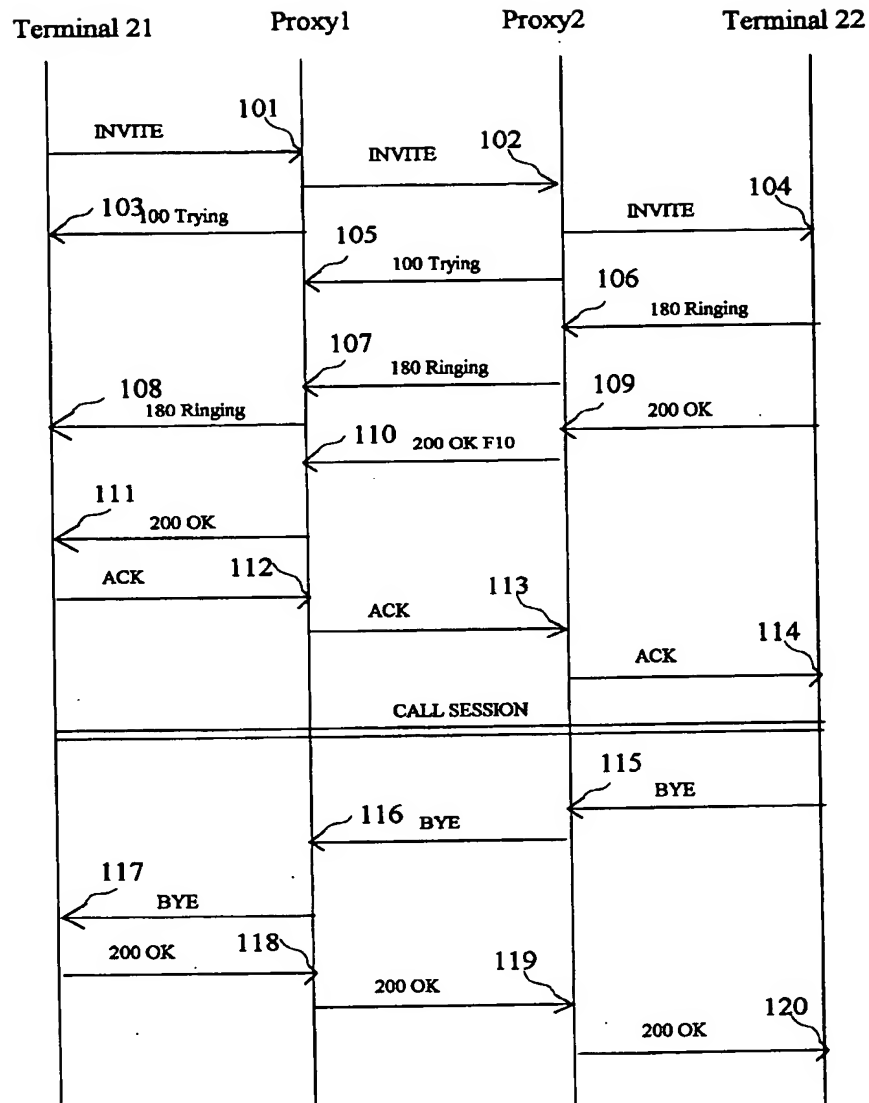 Terminal 21 Proxy1 Proxy2 Terminal 22
101
INVITE
102
INVITE
103
100 Trying
104
INVITE
105
100 Trying
106
180 Ringing
107
180 Ringing
108
180 Ringing
109
200 OK
110
200 OK F10
111
200 OK
112
ACK
113
ACK
114
ACK
CALL SESSION
115
BYE
116
BYE
117
BYE
118
200 OK
119
200 OK
120
200 OK